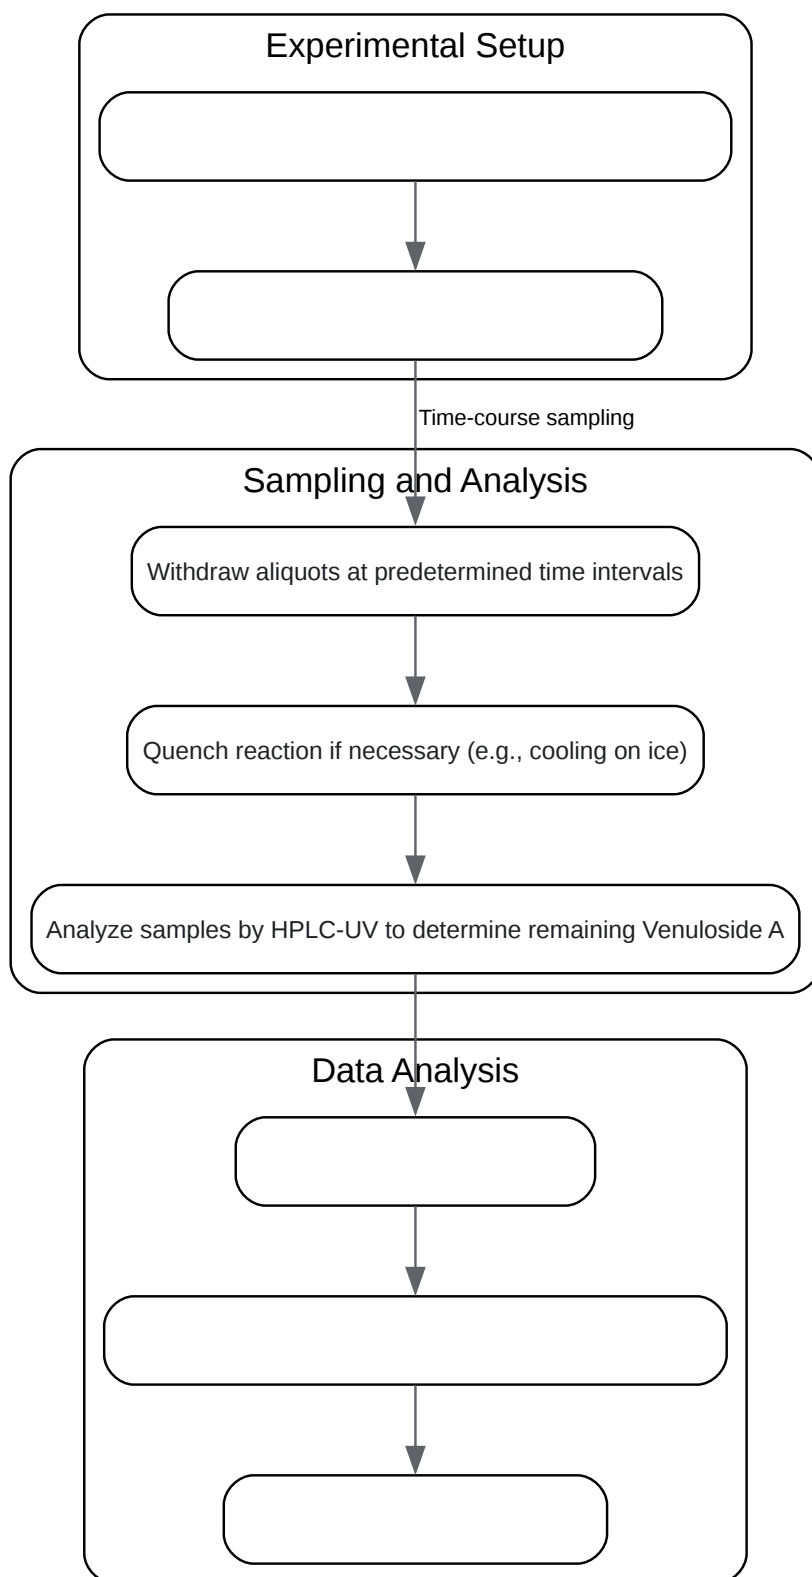 Experimental Setup
Time-course sampling
Sampling and Analysis
Withdraw aliquots at predetermined time intervals
Quench reaction if necessary (e.g., cooling on ice)
Analyze samples by HPLC-UV to determine remaining Venuloside A
Data Analysis